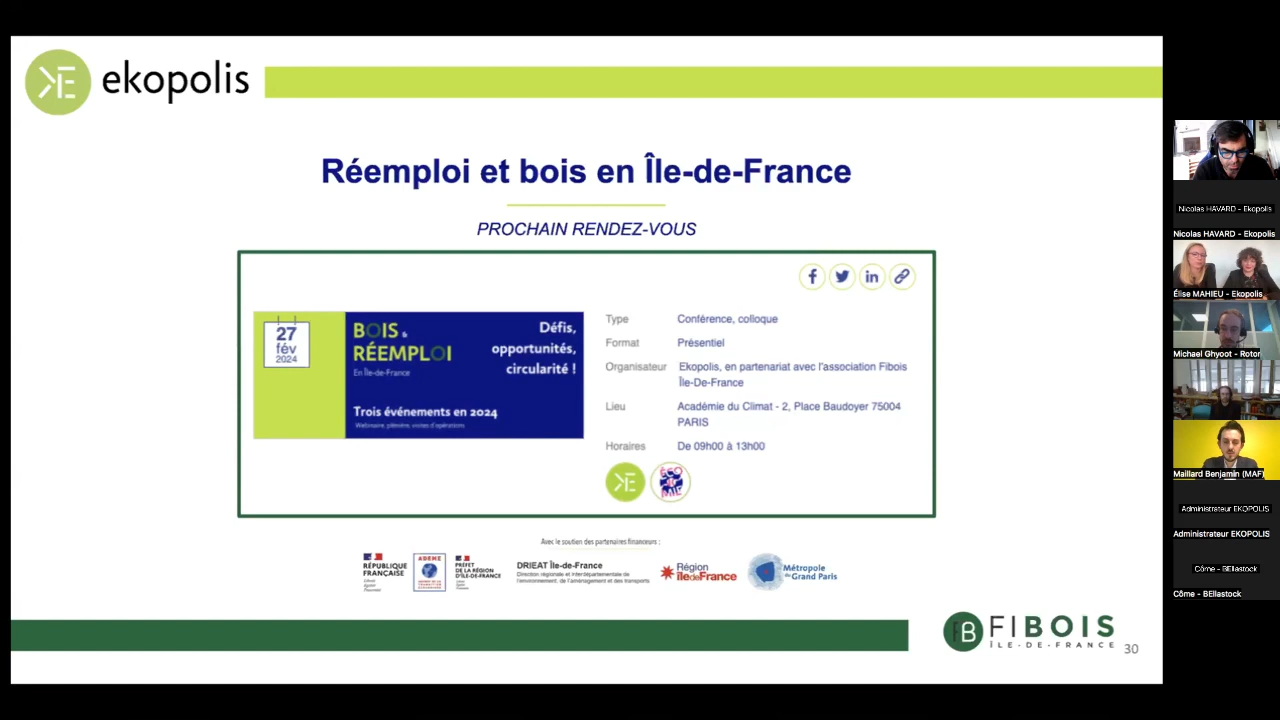 ekopolis
Réemploi et bois en Île-de-France
PROCHAIN RENDEZ-VOUS
27
fév
2024
BOIS &
RÉEMPLOI
En Île-de-France
Défis,
opportunités,
circularité !
Trois événements en 2024
Webinaire, plénière, visites d'opérations
Type Conférence, colloque
Format Présentiel
Organisateur Ekopolis, en partenariat avec l'association Fibois
Île-De-France
Lieu Académie du Climat - 2, Place Baudoyer 75004
PARIS
Horaires De 09h00 à 13h00
Avec le soutien des partenaires financeurs :
RÉPUBLIQUE
FRANÇAISE
Liberté
Égalité
Fraternité
ADEME
PRÉFET
DE LA RÉGION
D'ÎLE-DE-FRANCE
DRIEAT Île-de-France
Direction régionale et interdépartementale de
l'environnement, de l'aménagement et des transports
Région
îledeFrance
Métropole
du Grand Paris
FIBOIS
ÎLE-DE-FRANCE
30
Nicolas HAVARD - Ekopolis
Nicolas HAVARD - Ekopolis
Élise MAHIEU - Ekopolis
Michael Ghyoot - Rotor
Maillard Benjamin (MAF)
Administrateur EKOPOLIS
Administrateur EKOPOLIS
Côme - BEllastock
Côme - BEllastock